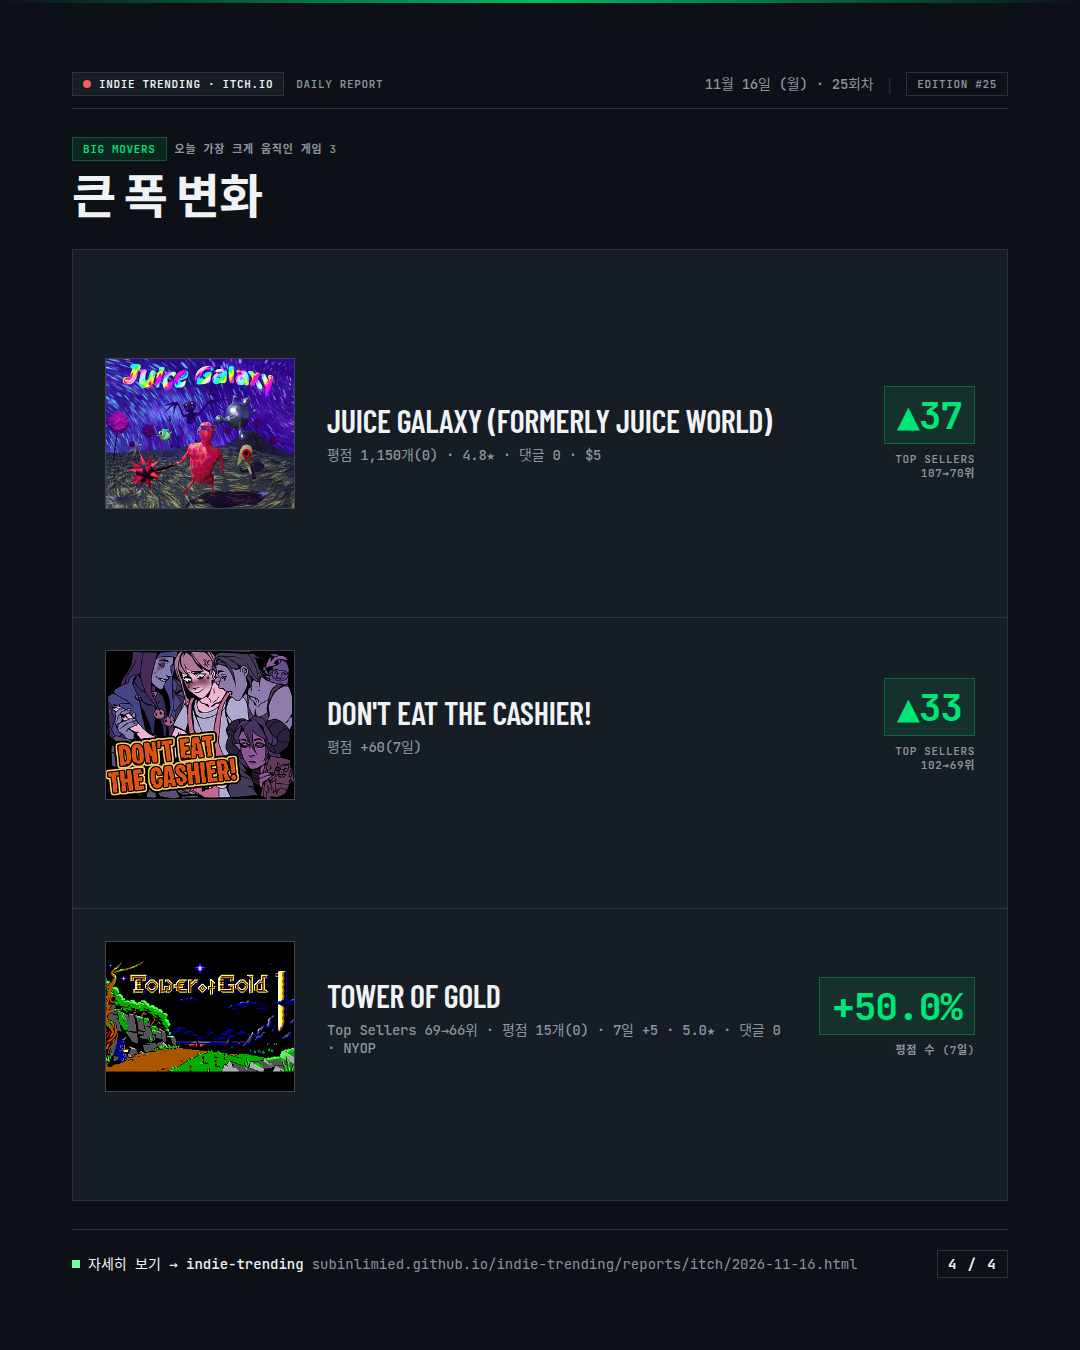 INDIE TRENDING · ITCH.IO DAILY REPORT 11월 16일 (월) · 25회차 | EDITION #25
BIG MOVERS 오늘 가장 크게 움직인 게임 3
큰 폭 변화
Juice Galaxy
JUICE GALAXY (FORMERLY JUICE WORLD)
평점 1,150개(0) · 4.8★ · 댓글 0 · $5
▲37
TOP SELLERS
107→70위
DON'T EAT
THE CASHIER!
DON'T EAT THE CASHIER!
평점 +60(7일)
▲33
TOP SELLERS
102→69위
Tower of Gold
TOWER OF GOLD
Top Sellers 69→66위 · 평점 15개(0) · 7일 +5 · 5.0★ · 댓글 0
· NYOP
+50.0%
평점 수 (7일)
자세히 보기 → indie-trending subinlimied.github.io/indie-trending/reports/itch/2026-11-16.html 4 / 4